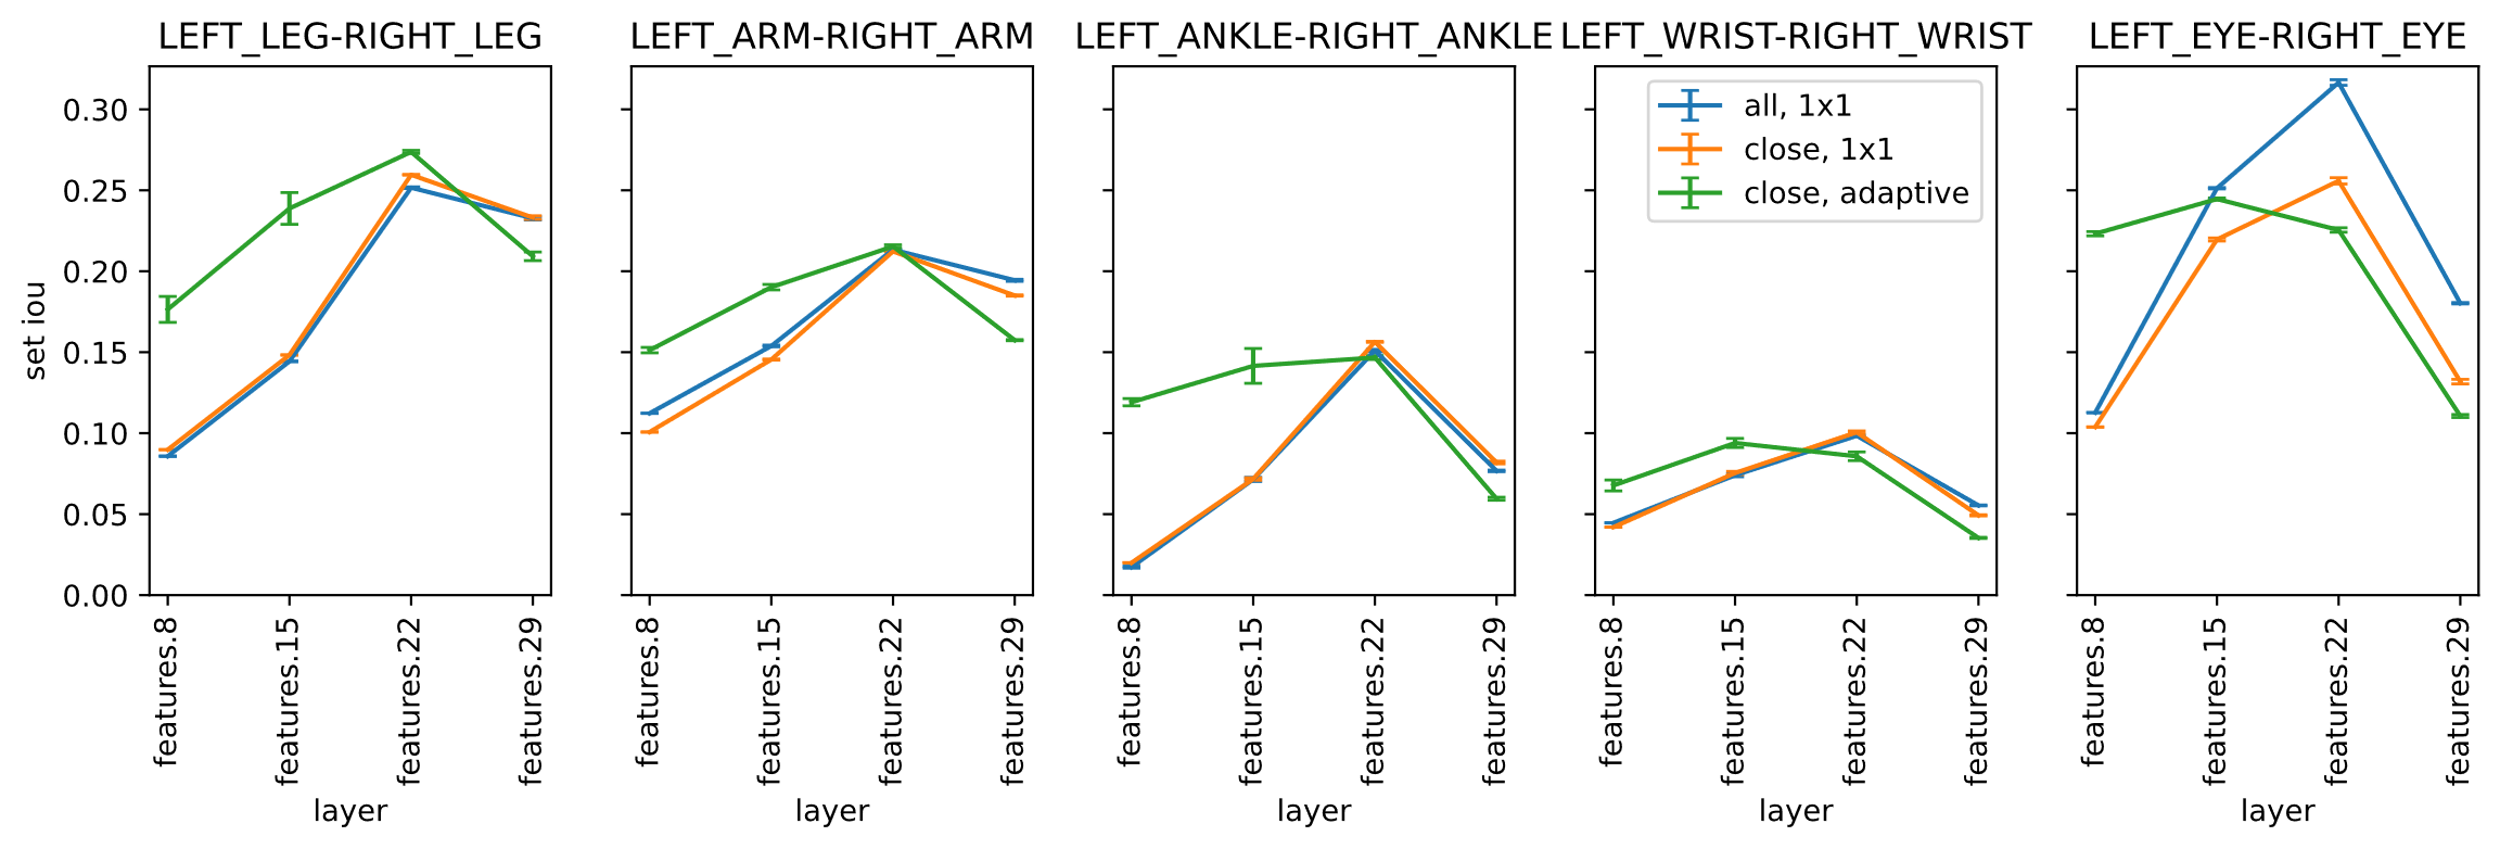 LEFT_LEG-RIGHT_LEG
LEFT_ARM-RIGHT_ARM
LEFT_ANKLE-RIGHT_ANKLE
LEFT_WRIST-RIGHT_WRIST
LEFT_EYE-RIGHT_EYE
set iou
0.30
0.25
0.20
0.15
0.10
0.05
0.00
all, 1x1
close, 1x1
close, adaptive
features.8
features.15
features.22
features.29
features.8
features.15
features.22
features.29
features.8
features.15
features.22
features.29
features.8
features.15
features.22
features.29
features.8
features.15
features.22
features.29
layer
layer
layer
layer
layer